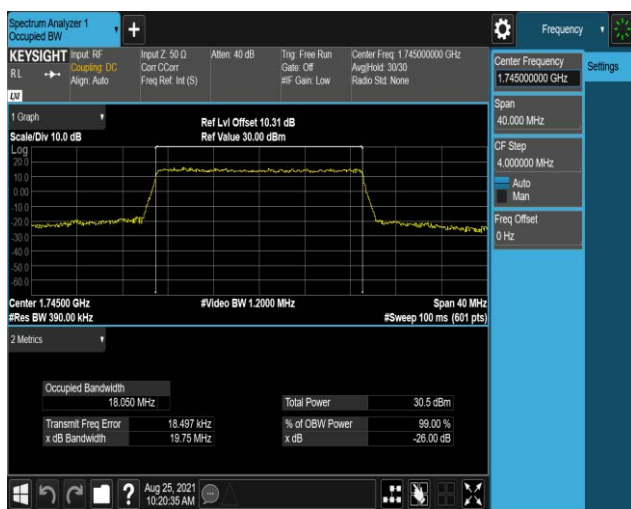 Spectrum Analyzer 1
Occupied BW
+
Frequency
KEYSIGHT
RL
LXI
Input: RF
Coupling: DC
Align: Auto
Input Z: 50 Ω
Corr CCorr
Freq Ref: Int (S)
Atten: 40 dB
Trig: Free Run
Gate: Off
#IF Gain: Low
Center Freq: 1.745000000 GHz
Avg|Hold: 30/30
Radio Std: None
Center Frequency
1.745000000 GHz
Settings
Span
40.000 MHz
CF Step
4.000000 MHz
Auto
Man
Freq Offset
0 Hz
1 Graph
Scale/Div 10.0 dB
Ref Lvl Offset 10.31 dB
Ref Value 30.00 dBm
Log
20.0
10.0
0.00
-10.0
-20.0
-30.0
-40.0
-50.0
-60.0
Center 1.74500 GHz
#Res BW 390.00 kHz
#Video BW 1.2000 MHz
Span 40 MHz
#Sweep 100 ms (601 pts)
2 Metrics
Occupied Bandwidth
18.050 MHz
Total Power 30.5 dBm
Transmit Freq Error 18.497 kHz
% of OBW Power 99.00 %
x dB Bandwidth 19.75 MHz
x dB -26.00 dB
?
Aug 25, 2021
10:20:35 AM